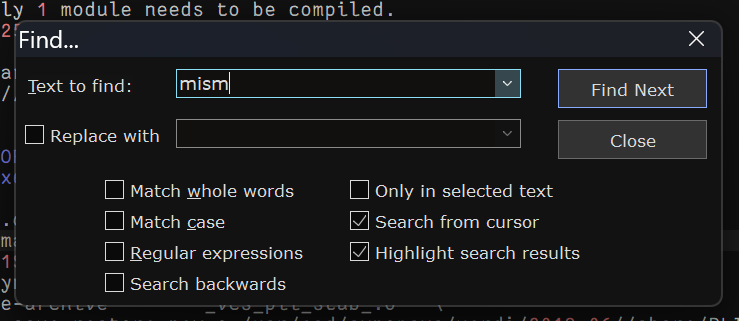 ly 1 module needs to be compiled.
Find...
Text to find:
mism
Find Next
Replace with
Close
Match whole words
Only in selected text
Match case
Search from cursor
Regular expressions
Highlight search results
Search backwards